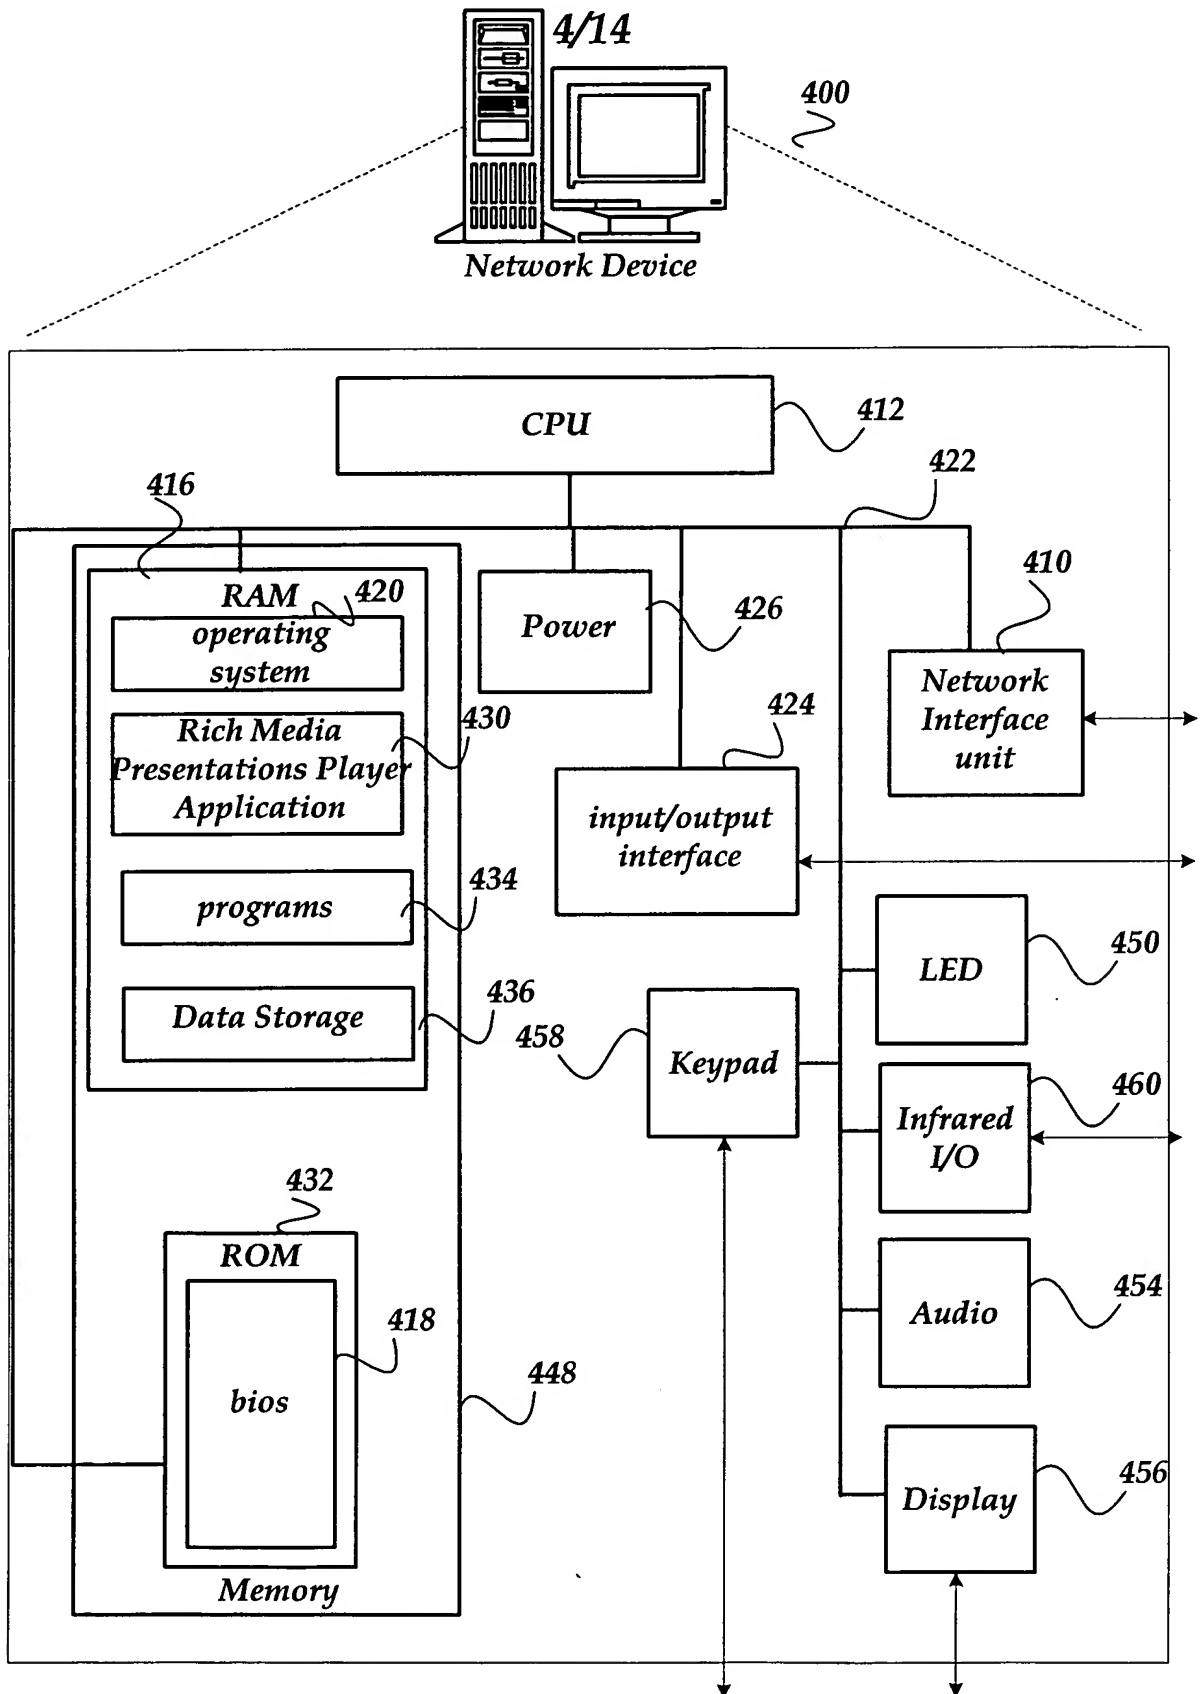 4/14
400
Network Device
CPU
412
422
416
RAM
420
operating
system
Power
426
410
Network
Interface
unit
Rich Media
Presentations Player
Application
430
424
input/output
interface
programs
434
LED
450
Data Storage
436
458
Keypad
Infrared
I/O
460
432
ROM
418
bios
448
Audio
454
Display
456
Memory